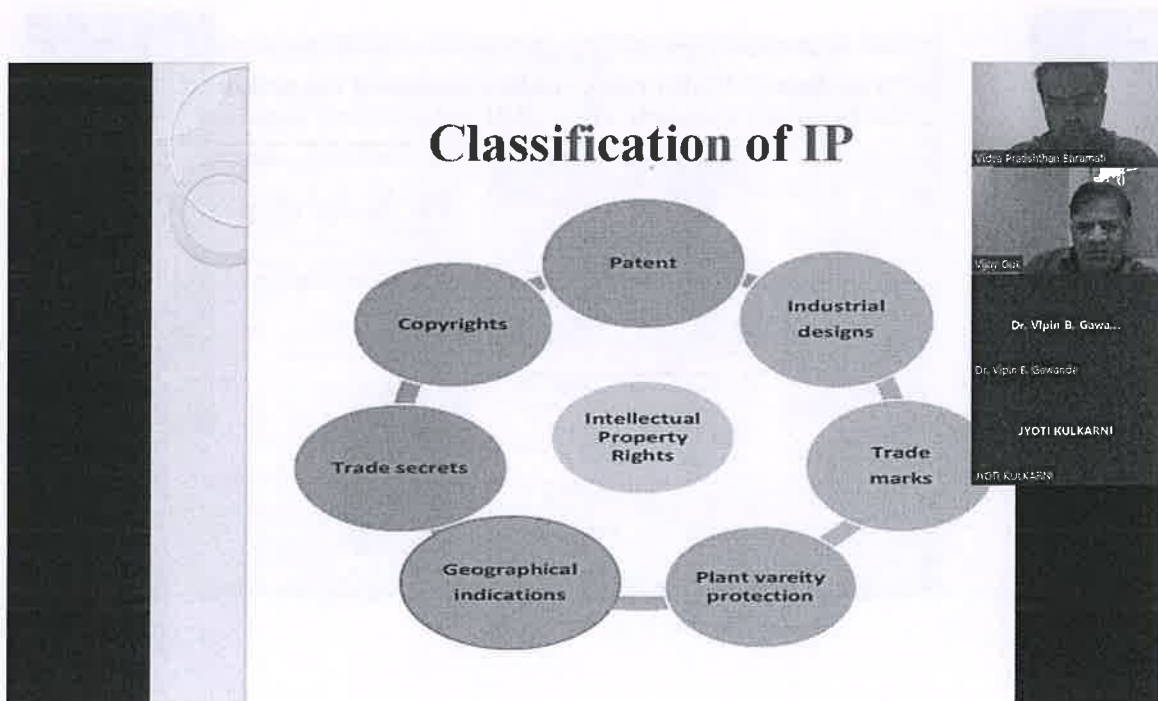 Classification of IP
Patent
Industrial
designs
Trade
marks
Plant vareity
protection
Geographical
indications
Trade secrets
Copyrights
Intellectual
Property
Rights
Vidya Pratishthan Baramati
Vijay
Dr. Vipin B. Gawa...
Dr. Vipin B. Gawande
JYOTI KULKARNI
JYOTI KULKARNI